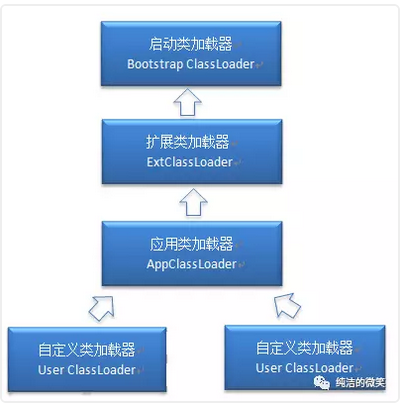 启动类加载器
Bootstrap ClassLoader
扩展类加载器
ExtClassLoader
应用类加载器
AppClassLoader
自定义类加载器
User ClassLoader
自定义类加载器
User ClassLoader
纯洁的微笑